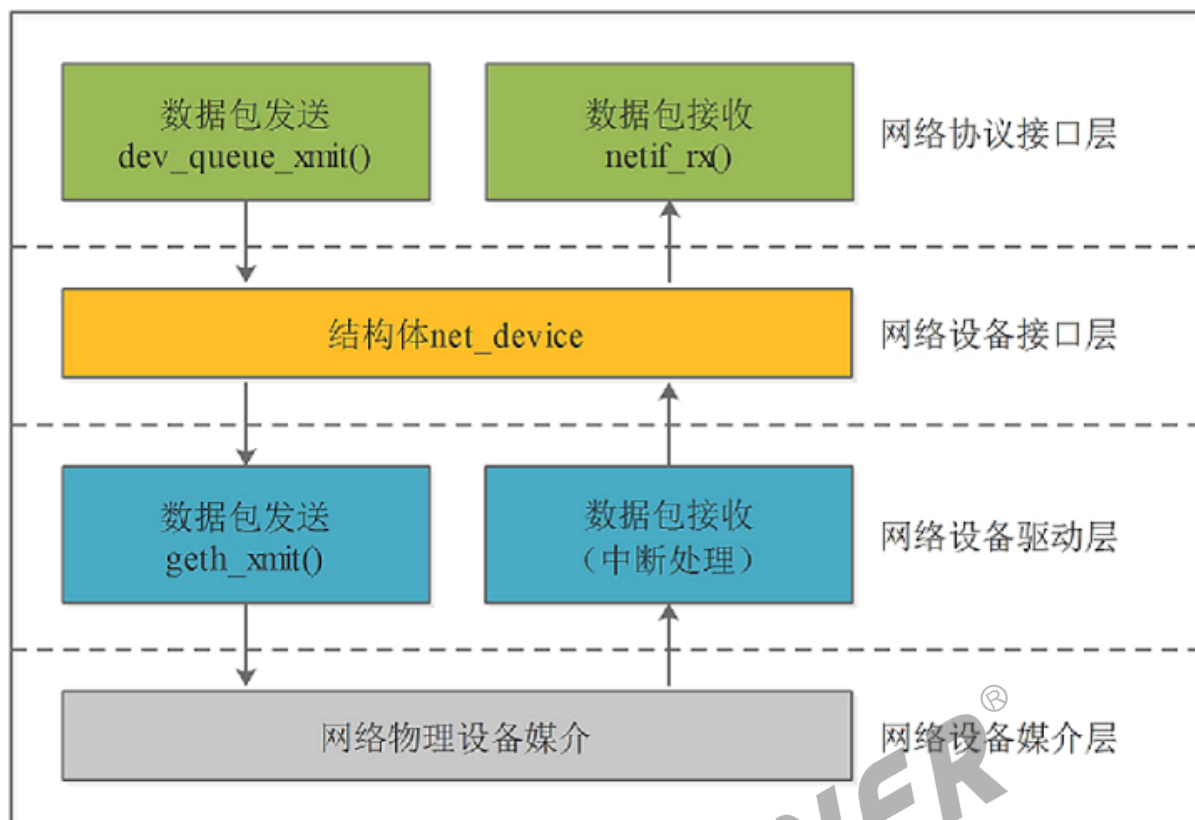 数据包发送
dev_queue_xmit()
数据包接收
netif_rx()
网络协议接口层
结构体net_device
网络设备接口层
数据包发送
geth_xmit()
数据包接收
（中断处理）
网络设备驱动层
网络物理设备媒介
网络设备媒介层
®